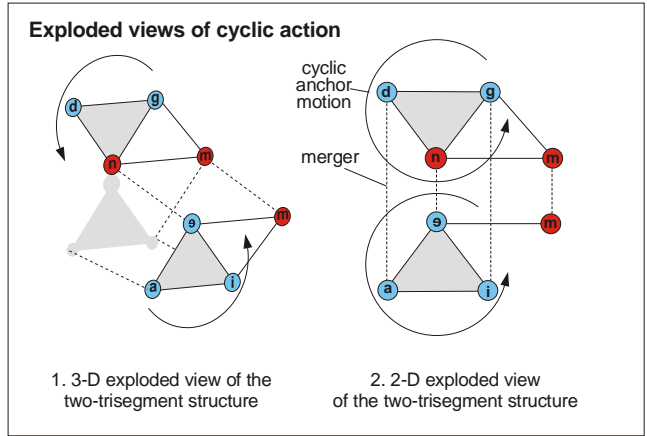 Exploded views of cyclic action
cyclic
anchor
motion
merger
d
g
n
m
ɘ
m
a
i
d
g
n
m
ɘ
m
a
i
1. 3-D exploded view of the
two-trisegment structure
2. 2-D exploded view
of the two-trisegment structure